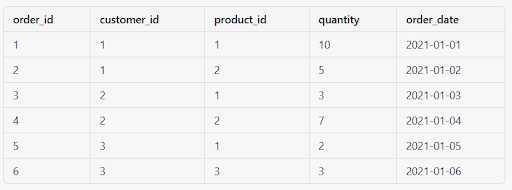 order_id customer_id product_id quantity order_date
1 1 1 10 2021-01-01
2 1 2 5 2021-01-02
3 2 1 3 2021-01-03
4 2 2 7 2021-01-04
5 3 1 2 2021-01-05
6 3 3 3 2021-01-06